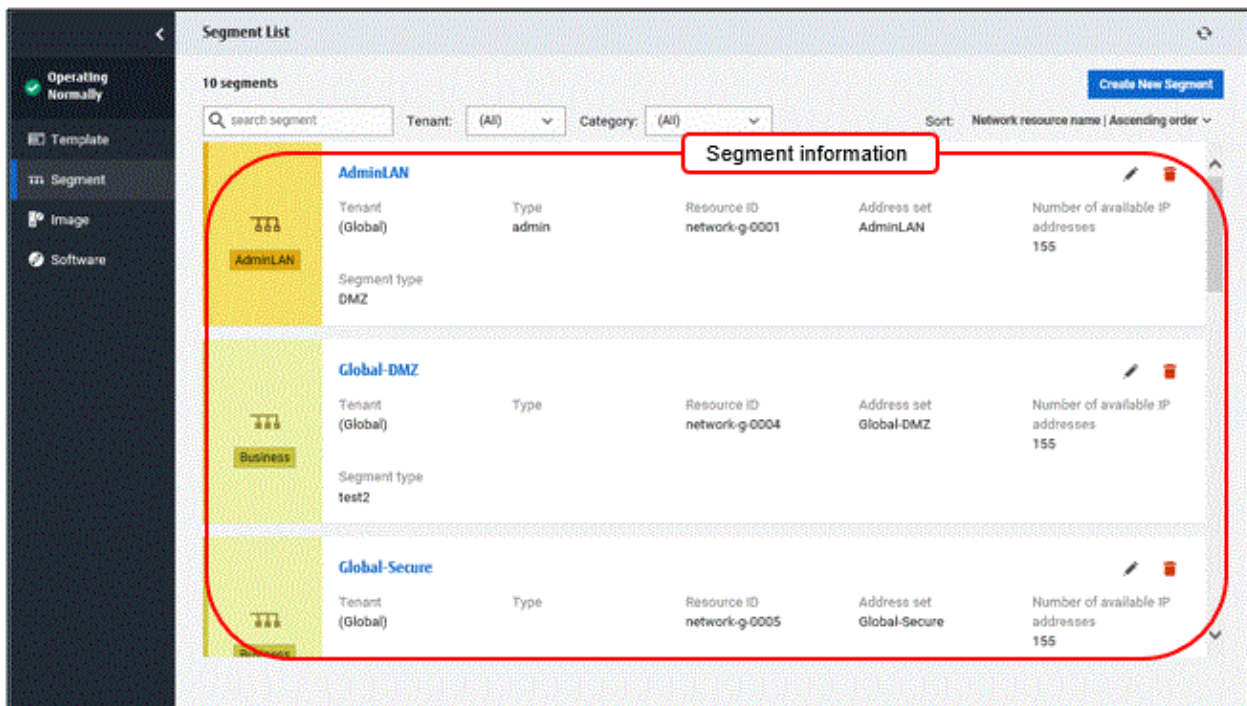 Segment List
Operating
Normally
Template
Segment
Image
Software
10 segments
Create New Segment
search segment
Tenant: (All)
Category: (All)
Sort: Network resource name | Ascending order
Segment information
AdminLAN
AdminLAN
Tenant
(Global)
Type
admin
Resource ID
network-g-0001
Address set
AdminLAN
Number of available IP
addresses
155
Segment type
DMZ
Business
Global-DMZ
Tenant
(Global)
Type
Resource ID
network-g-0004
Address set
Global-DMZ
Number of available IP
addresses
155
Segment type
test2
Business
Global-Secure
Tenant
(Global)
Type
Resource ID
network-g-0005
Address set
Global-Secure
Number of available IP
addresses
155